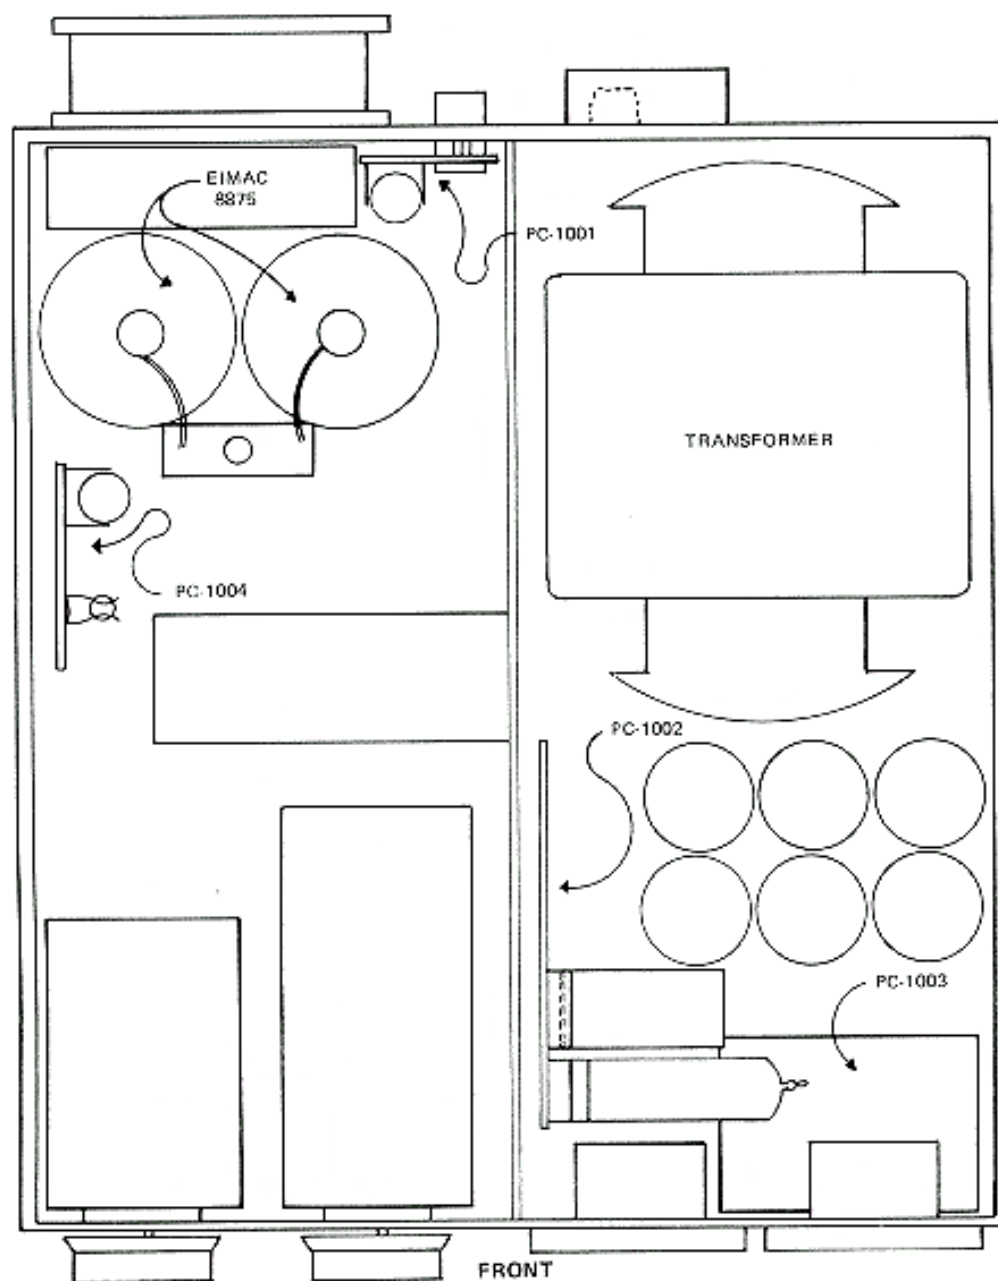 EIMAC
8875
PC-1001
TRANSFORMER
PC-1004
PC-1002
PC-1003
FRONT